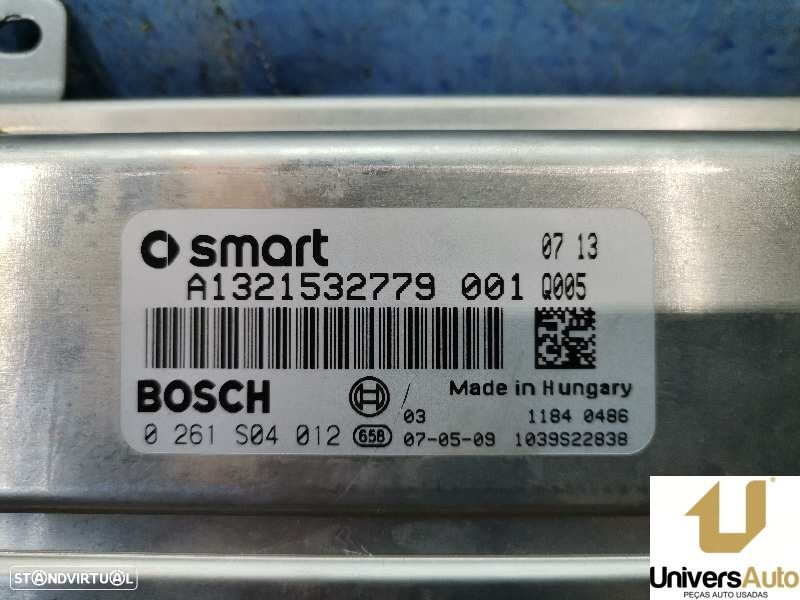 smart
07 13
A1321532779 001 Q005
BOSCH
Made in Hungary
/ 03
1184 0486
0 261 S04 012 658 07-05-09 1039S22838
STANDVIRTUAL
UniversAuto
PEÇAS AUTO USADAS